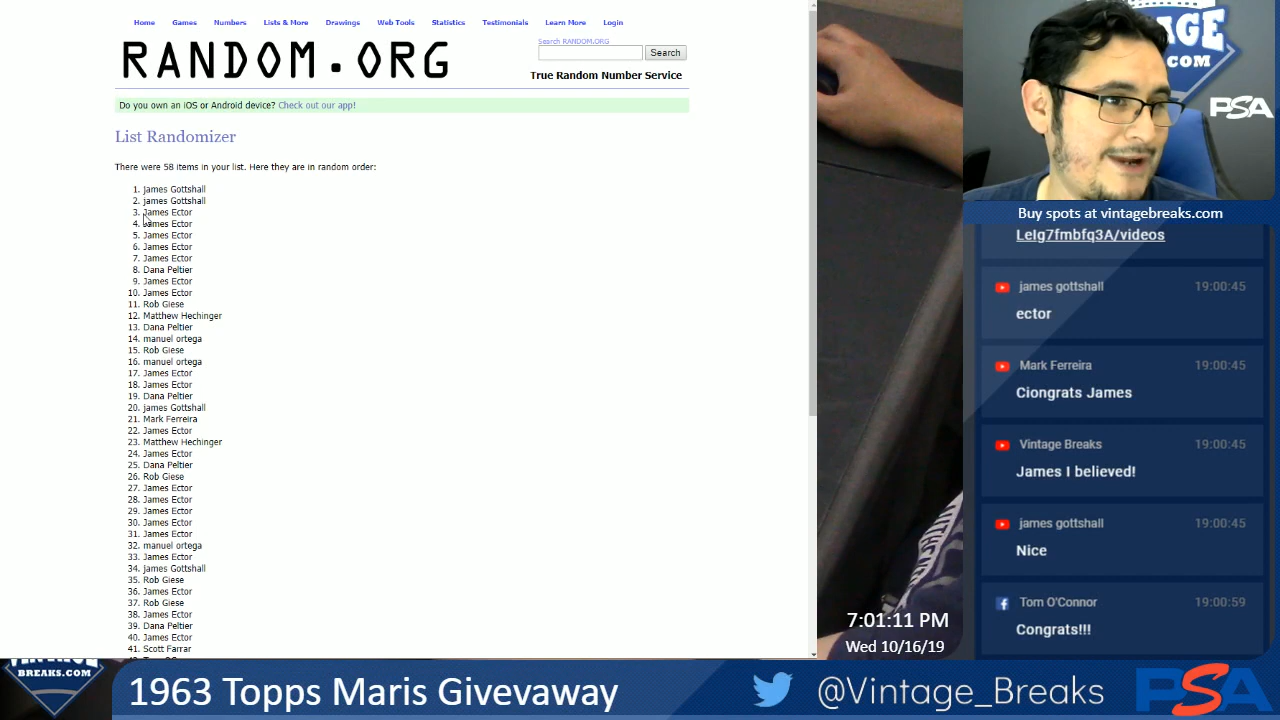 Home Games Numbers Lists & More Drawings Web Tools Statistics Testimonials Learn More Login
RANDOM.ORG
Search RANDOM.ORG
Search
True Random Number Service
Do you own an iOS or Android device? Check out our app!
List Randomizer
There were 58 items in your list. Here they are in random order:
1. James Gottshall
2. james Gottshall
3. James Ector
4. James Ector
5. James Ector
6. James Ector
7. James Ector
8. Dana Peltier
9. James Ector
10. James Ector
11. Rob Giese
12. Matthew Hechinger
13. Dana Peltier
14. manuel ortega
15. Rob Giese
16. manuel ortega
17. James Ector
18. James Ector
19. Dana Peltier
20. james Gottshall
21. Mark Ferreira
22. James Ector
23. Matthew Hechinger
24. James Ector
25. Dana Peltier
26. Rob Giese
27. James Ector
28. James Ector
29. James Ector
30. James Ector
31. James Ector
32. manuel ortega
33. James Ector
34. james Gottshall
35. Rob Giese
36. James Ector
37. Rob Giese
38. James Ector
39. Dana Peltier
40. James Ector
41. Scott Farrar
AGE
.COM
PSA
Buy spots at vintagebreaks.com
LeIg7fmbfq3A/videos
james gottshall 19:00:45
ector
Mark Ferreira 19:00:45
Ciongrats James
Vintage Breaks 19:00:45
James I believed!
james gottshall 19:00:45
Nice
Tom O'Connor 19:00:59
Congrats!!!
7:01:11 PM
Wed 10/16/19
VINTAGE
BREAKS.COM
1963 Topps Maris Givevaway
@Vintage_Breaks
PSA